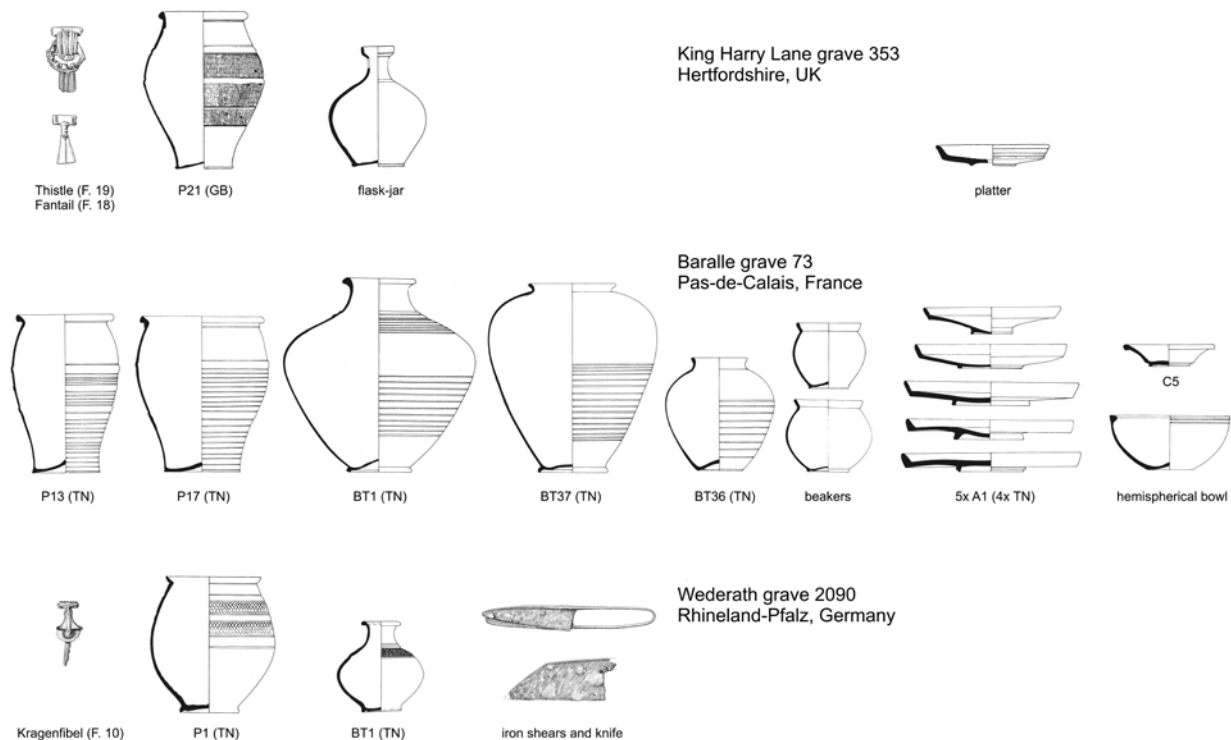 King Harry Lane grave 353
Hertfordshire, UK
Thistle (F. 19)
Fantail (F. 18)
P21 (GB)
flask-jar
platter
Baralle grave 73
Pas-de-Calais, France
C5
P13 (TN)
P17 (TN)
BT1 (TN)
BT37 (TN)
BT36 (TN)
beakers
5x A1 (4x TN)
hemispherical bowl
Wederath grave 2090
Rhineland-Pfalz, Germany
Kragenfibel (F. 10)
P1 (TN)
BT1 (TN)
iron shears and knife